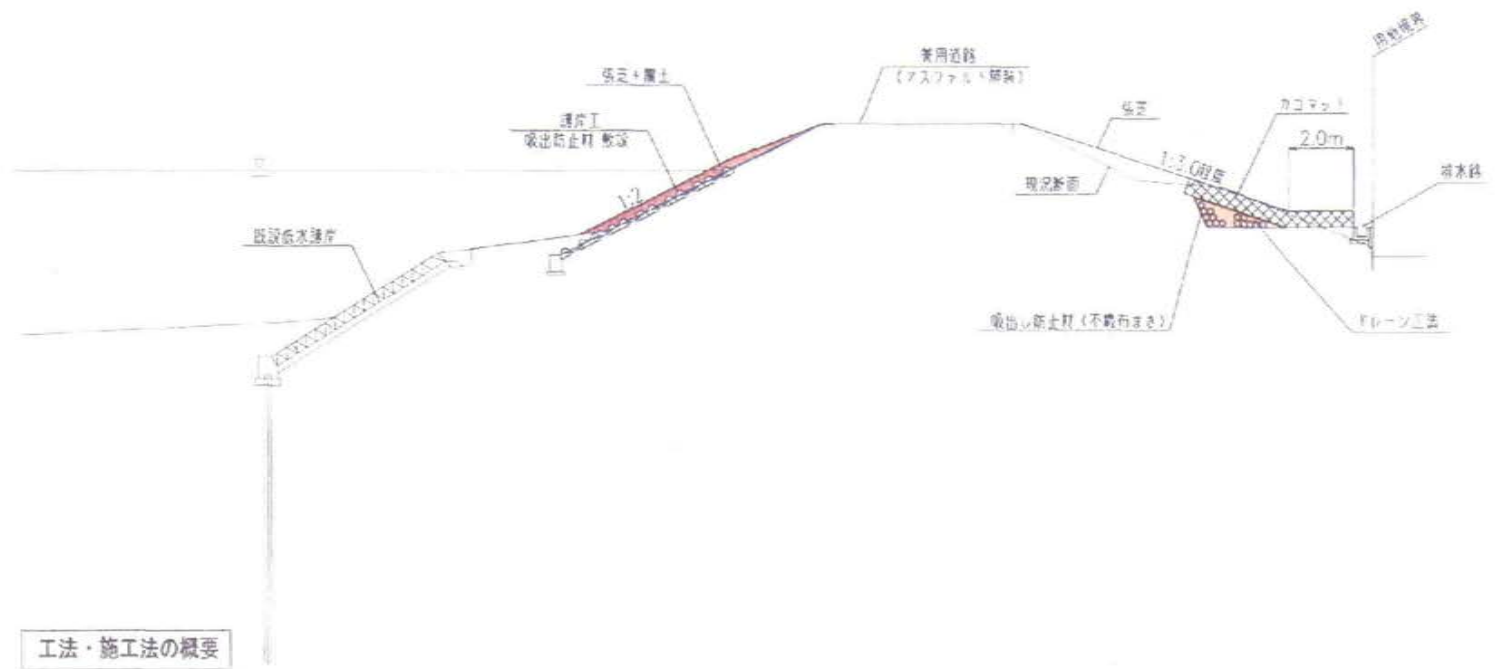 用地境界
兼用道路
(アスファルト舗装)
張芝+覆土
護岸工
吸出防止材 敷設
張芝
カゴマット
2.0m
1:3.0程度
排水路
現況断面
1:2
既設低水護岸
吸出し防止材(不織布まき)
ドレーン工法
工法・施工法の概要